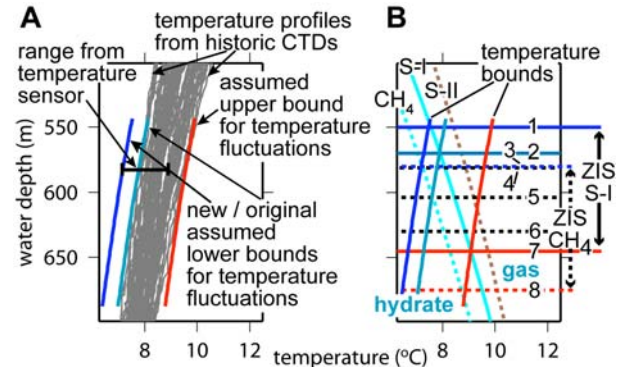 A
temperature profiles
from historic CTDs
range from
temperature
sensor
assumed
upper bound
for temperature
fluctuations
new / original
assumed
lower bounds
for temperature
fluctuations
550
600
650
water depth (m)
8
10
12
temperature (ºC)
B
temperature
bounds
S-I
S-II
CH4
1
2
3
4
5
6
7
8
ZIS
S-I
ZIS
CH4
gas
hydrate
8
10
12